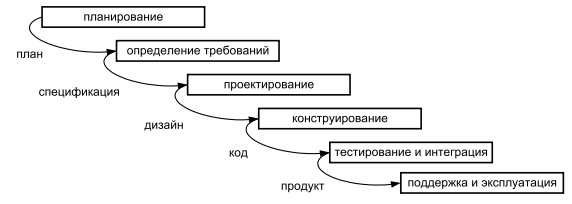 планирование
план
определение требований
спецификация
проектирование
дизайн
конструирование
код
тестирование и интеграция
продукт
поддержка и эксплуатация